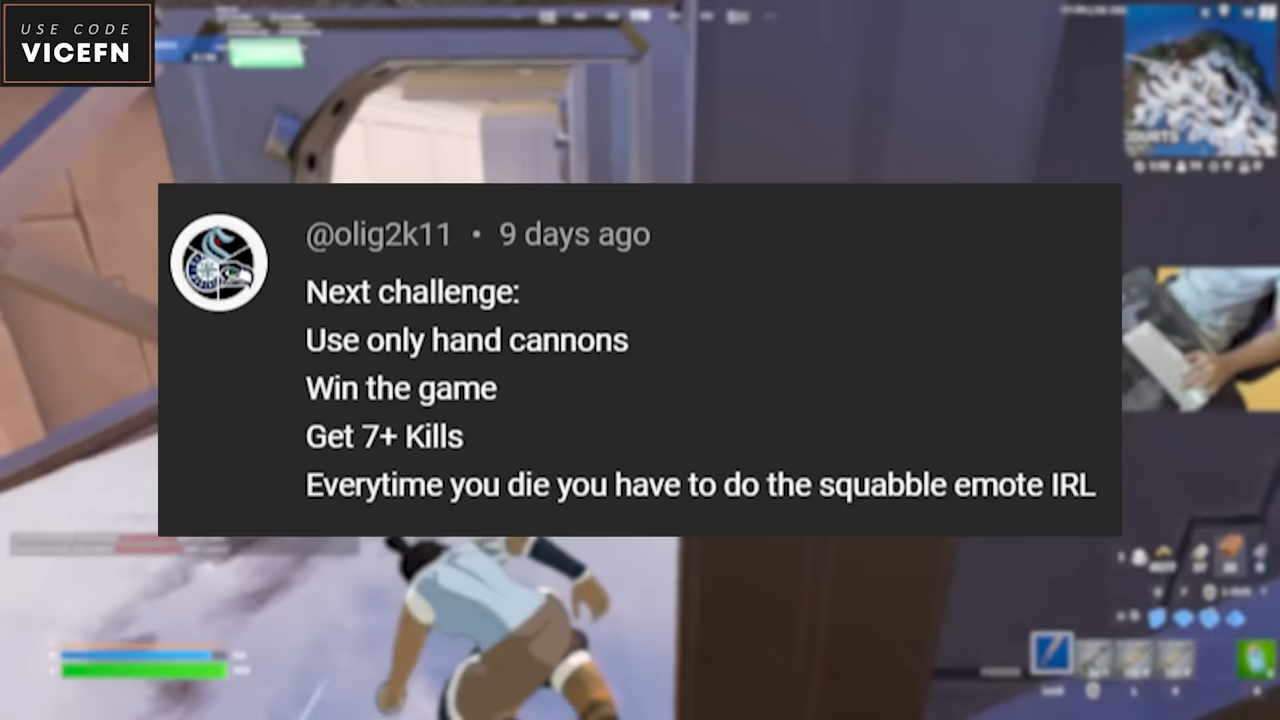 USE CODE
VICEFN
@olig2k11 • 9 days ago
Next challenge:
Use only hand cannons
Win the game
Get 7+ Kills
Everytime you die you have to do the squabble emote IRL